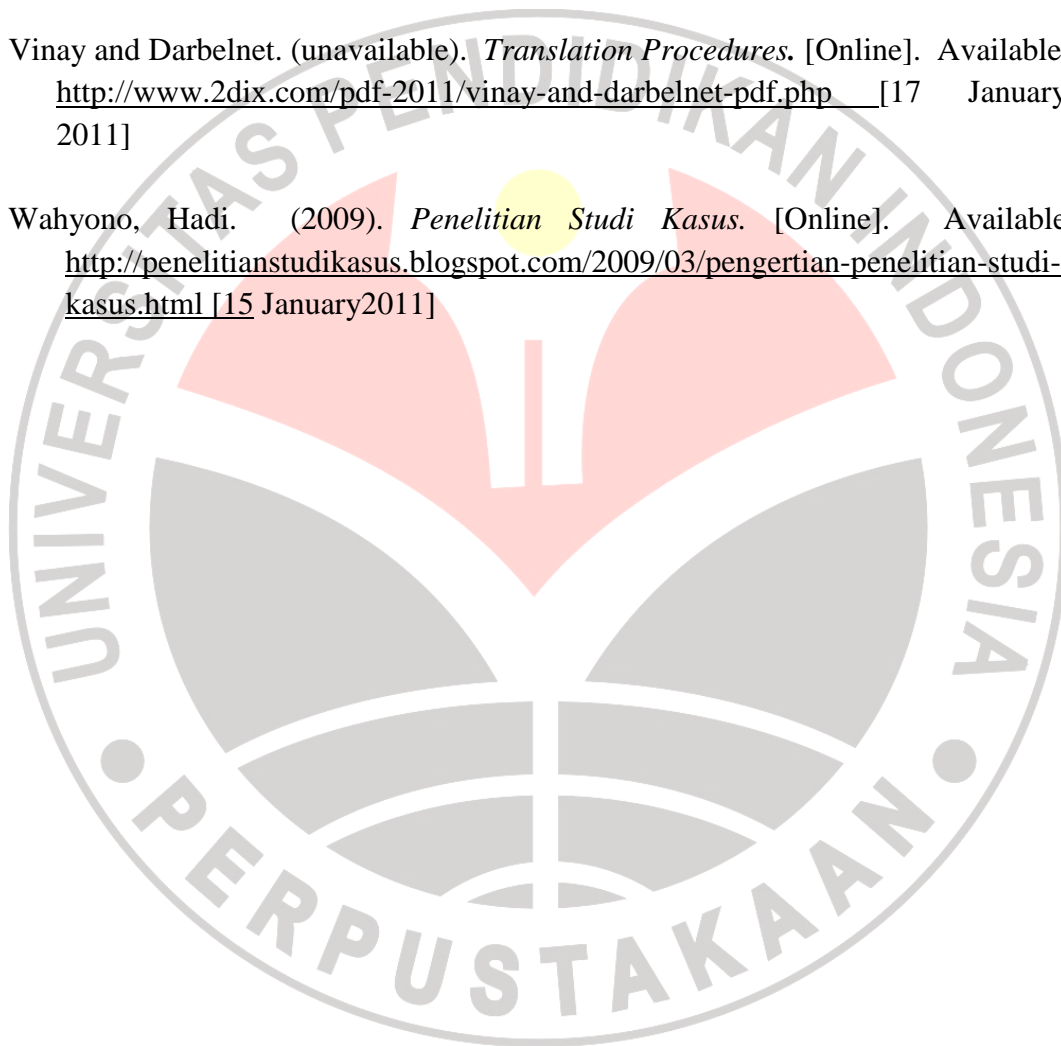 Vinay and Darbelnet. (unavailable). Translation Procedures. [Online]. Available
http://www.2dix.com/pdf-2011/vinay-and-darbelnet-pdf.php [17 January
2011]
Wahyono, Hadi. (2009). Penelitian Studi Kasus. [Online]. Available
http://penelitianstudikasus.blogspot.com/2009/03/pengertian-penelitian-studi-
kasus.html [15 January2011]
UNIVERSITAS PENDIDIKAN INDONESIA
PERPUSTAKAAN